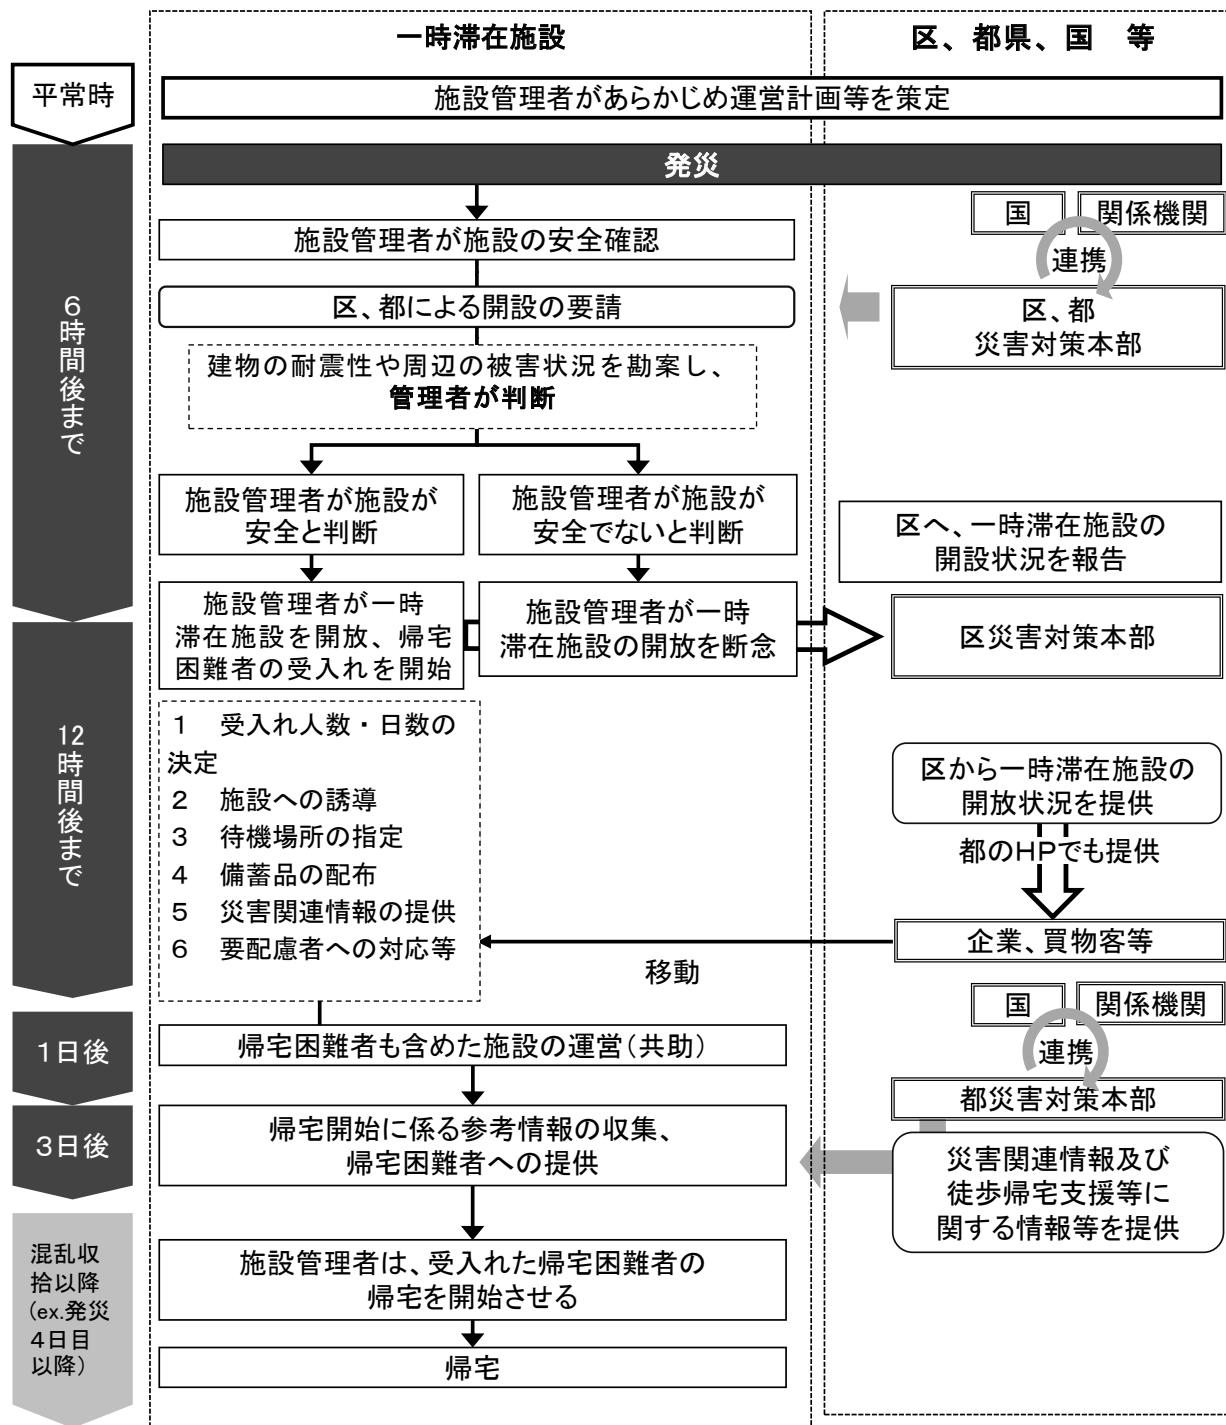 一時滞在施設
区、都県、国　等
平常時
施設管理者があらかじめ運営計画等を策定
発災
6時間後まで
施設管理者が施設の安全確認
国
関係機関
連携
区、都による開設の要請
区、都
災害対策本部
建物の耐震性や周辺の被害状況を勘案し、
管理者が判断
施設管理者が施設が
安全と判断
施設管理者が施設が
安全でないと判断
区へ、一時滞在施設の
開設状況を報告
施設管理者が一時
滞在施設を開放、帰宅
困難者の受入れを開始
施設管理者が一時
滞在施設の開放を断念
区災害対策本部
12時間後まで
1　受入れ人数・日数の
決定
2　施設への誘導
3　待機場所の指定
4　備蓄品の配布
5　災害関連情報の提供
6　要配慮者への対応等
区から一時滞在施設の
開放状況を提供
都のHPでも提供
企業、買物客等
移動
国
関係機関
連携
1日後
帰宅困難者も含めた施設の運営（共助）
都災害対策本部
3日後
帰宅開始に係る参考情報の収集、
帰宅困難者への提供
災害関連情報及び
徒歩帰宅支援等に
関する情報等を提供
混乱収
拾以降
（ex.発災
4日目
以降）
施設管理者は、受入れた帰宅困難者の
帰宅を開始させる
帰宅